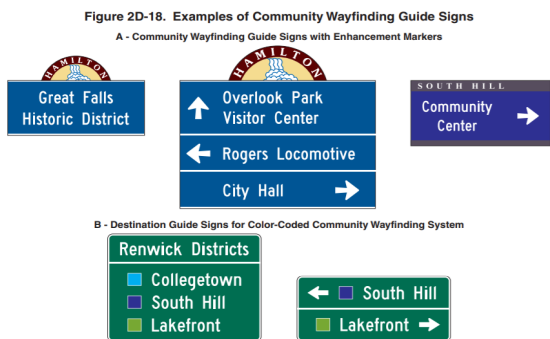 Figure 2D-18. Examples of Community Wayfinding Guide Signs
A - Community Wayfinding Guide Signs with Enhancement Markers
HAMILTON
Great Falls
Historic District
HAMILTON
Overlook Park
Visitor Center
Rogers Locomotive
City Hall
SOUTH HILL
Community
Center
B - Destination Guide Signs for Color-Coded Community Wayfinding System
Renwick Districts
Collegetown
South Hill
Lakefront
South Hill
Lakefront